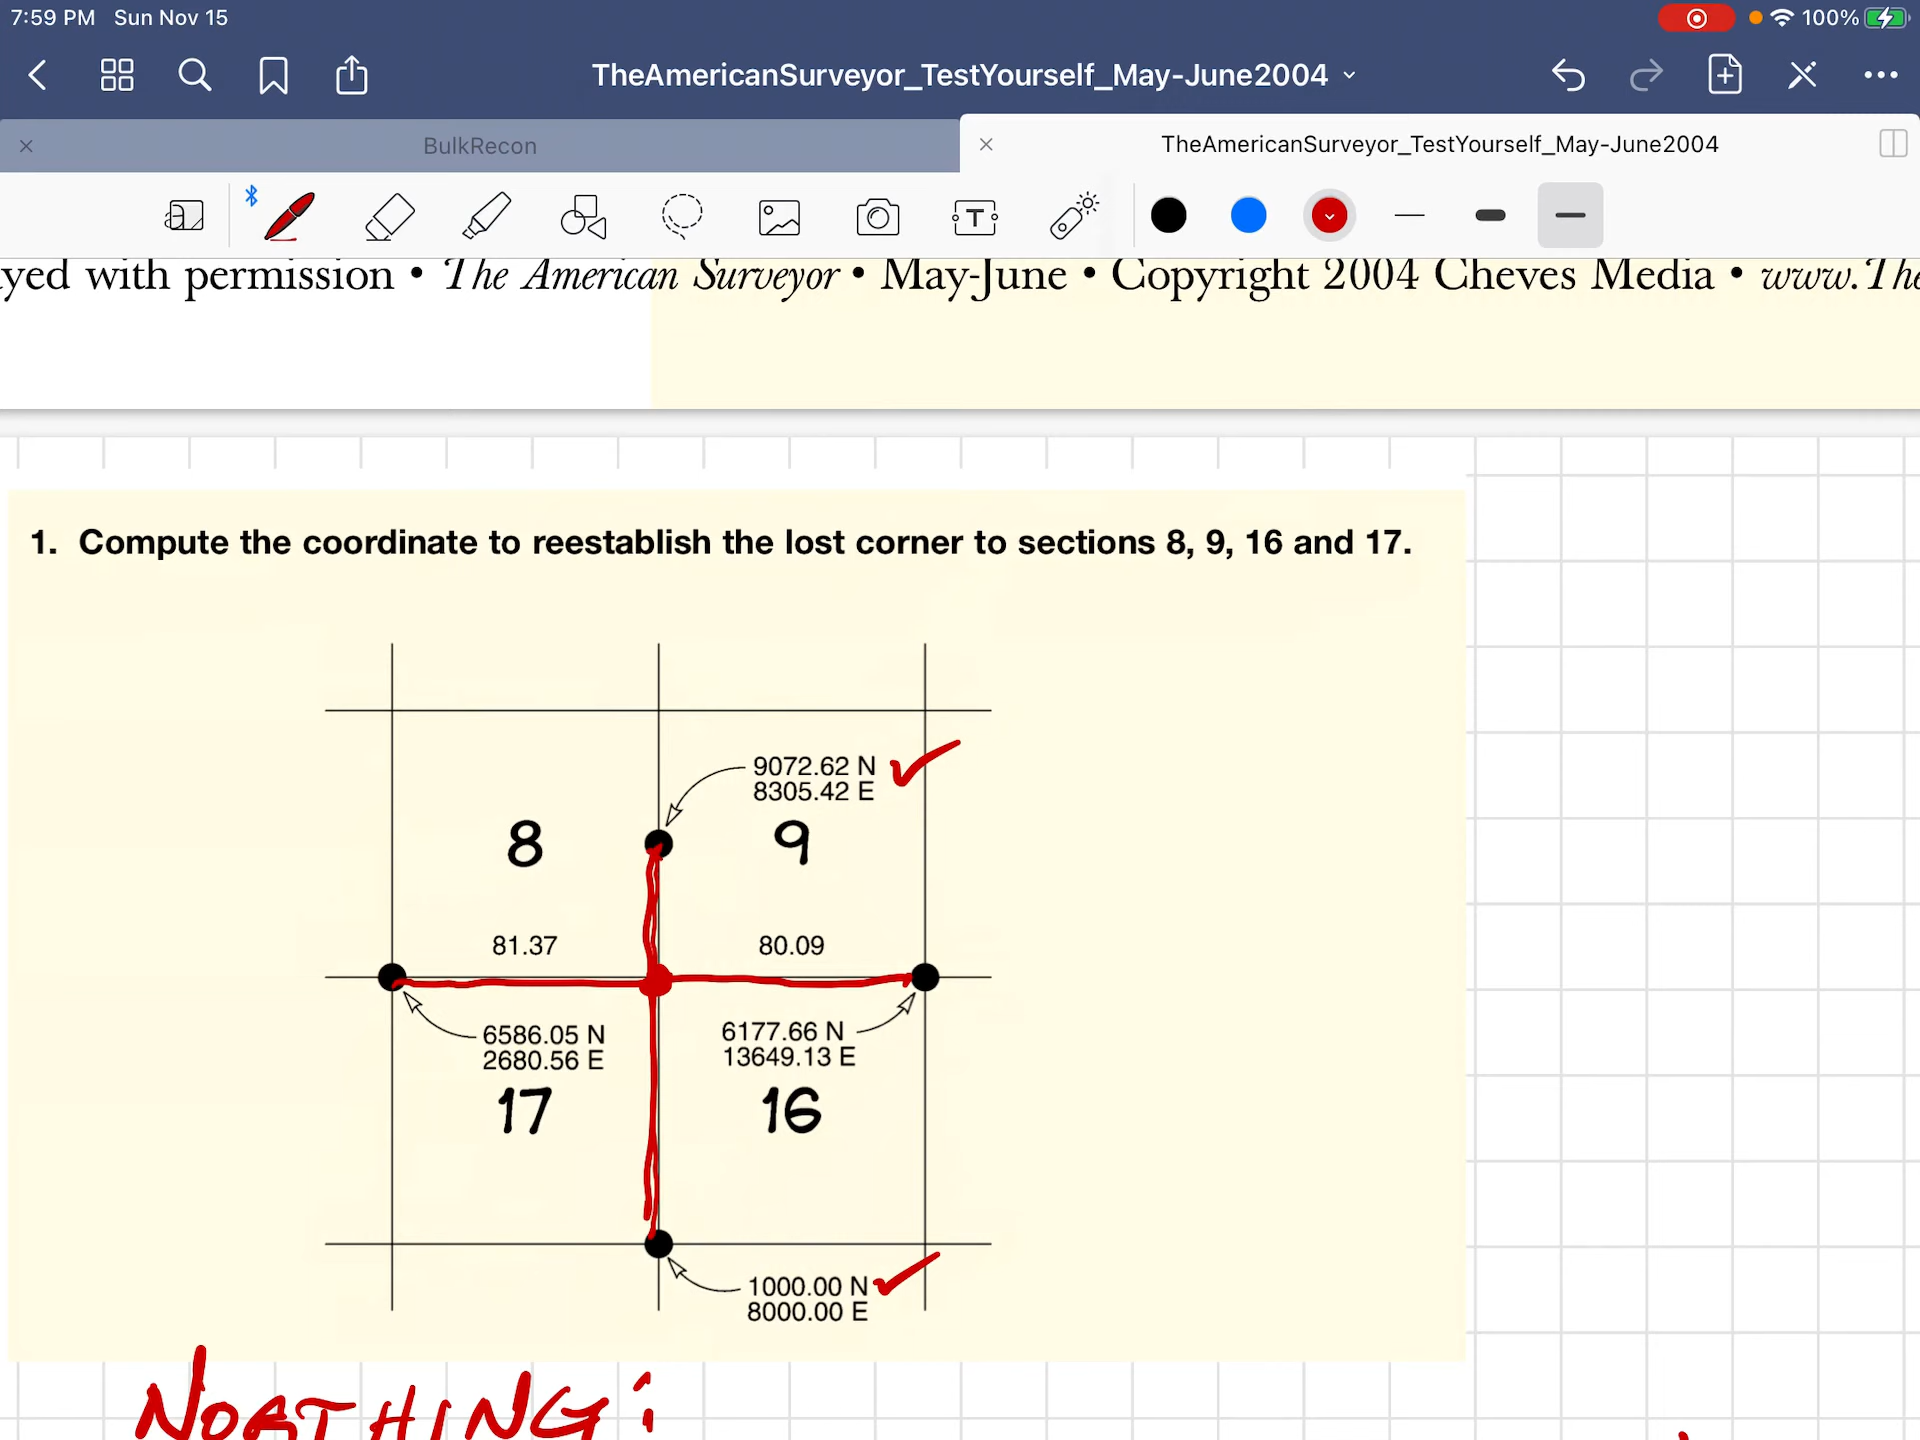 7:59 PM Sun Nov 15
100%
TheAmericanSurveyor_TestYourself_May-June2004
BulkRecon
TheAmericanSurveyor_TestYourself_May-June2004
yed with permission • The American Surveyor • May-June • Copyright 2004 Cheves Media • www.The
1. Compute the coordinate to reestablish the lost corner to sections 8, 9, 16 and 17.
9072.62 N
8305.42 E
8
9
81.37
80.09
6586.05 N
2680.56 E
6177.66 N
13649.13 E
17
16
1000.00 N
8000.00 E
NORTHING: